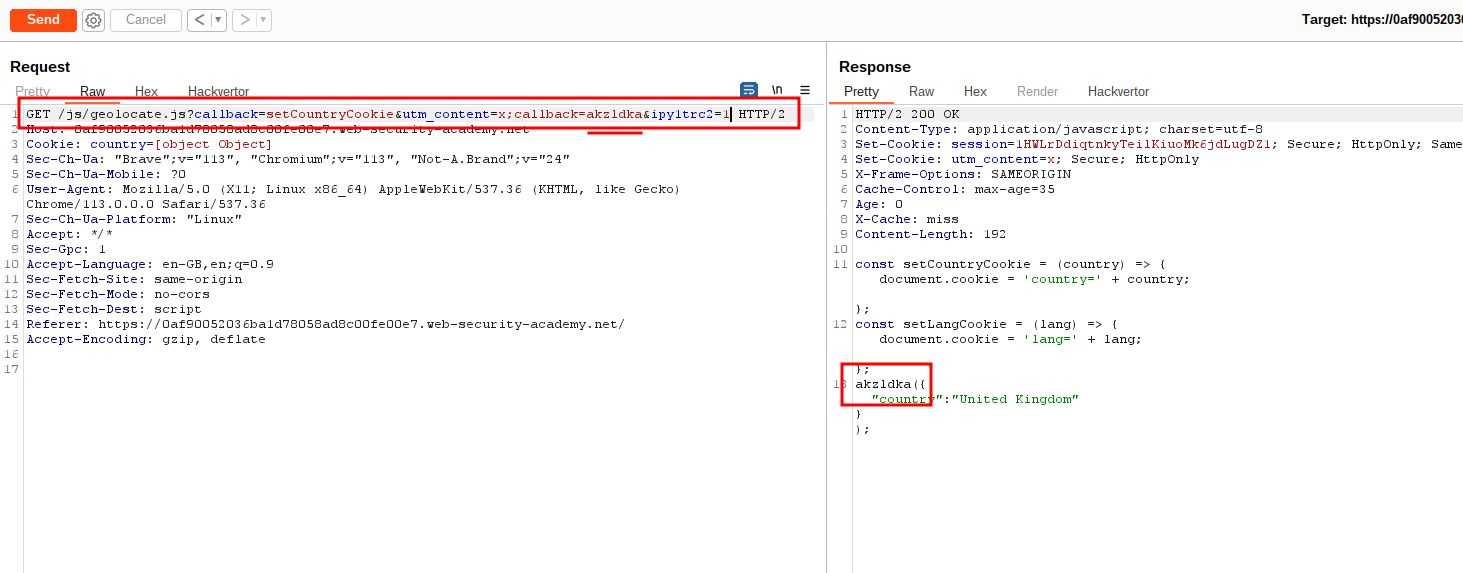 Send
Cancel
< ▾
> ▾
Target: https://0af9005203
Request
Pretty Raw Hex Hackvertor
\n
1 GET /js/geolocate.js?callback=setCountryCookie&utm_content=x;callback=akzldka&ipy1trc2=1 HTTP/2
2 Host: 0af90052036ba1d78058ad8c00fe00e7.web-security-academy.net
3 Cookie: country=[object Object]
4 Sec-Ch-Ua: "Brave";v="113", "Chromium";v="113", "Not-A.Brand";v="24"
5 Sec-Ch-Ua-Mobile: ?0
6 User-Agent: Mozilla/5.0 (X11; Linux x86_64) AppleWebKit/537.36 (KHTML, like Gecko)
Chrome/113.0.0.0 Safari/537.36
7 Sec-Ch-Ua-Platform: "Linux"
8 Accept: */*
9 Sec-Gpc: 1
10 Accept-Language: en-GB,en;q=0.9
11 Sec-Fetch-Site: same-origin
12 Sec-Fetch-Mode: no-cors
13 Sec-Fetch-Dest: script
14 Referer: https://0af90052036ba1d78058ad8c00fe00e7.web-security-academy.net/
15 Accept-Encoding: gzip, deflate
16
17
Response
Pretty Raw Hex Render Hackvertor
1 HTTP/2 200 OK
2 Content-Type: application/javascript; charset=utf-8
3 Set-Cookie: session=1HWLrDdiqtnkyTeilKiuoMk6jdLugDZ1; Secure; HttpOnly; Same
4 Set-Cookie: utm_content=x; Secure; HttpOnly
5 X-Frame-Options: SAMEORIGIN
6 Cache-Control: max-age=35
7 Age: 0
8 X-Cache: miss
9 Content-Length: 192
10
11 const setCountryCookie = (country) => {
document.cookie = 'country=' + country;
};
12 const setLangCookie = (lang) => {
document.cookie = 'lang=' + lang;
};
13 akzldka({
"country":"United Kingdom"
}
);